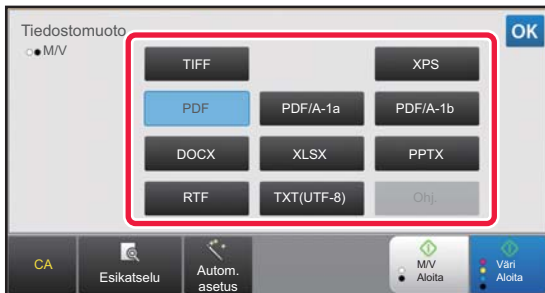 Tiedostomuoto
M/V
OK
TIFF
XPS
PDF
PDF/A-1a
PDF/A-1b
DOCX
XLSX
PPTX
RTF
TXT(UTF-8)
Ohj.
CA
Esikatselu
Autom.
asetus
M/V
Aloita
Väri
Aloita